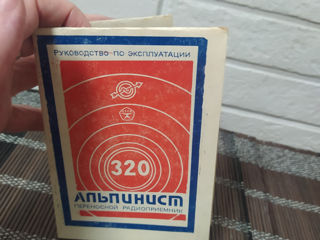 РУКОВОДСТВО ПО ЭКСПЛУАТАЦИИ
320
АЛЬПИНИСТ
ПЕРЕНОСНОЙ РАДИОПРИЕМНИК